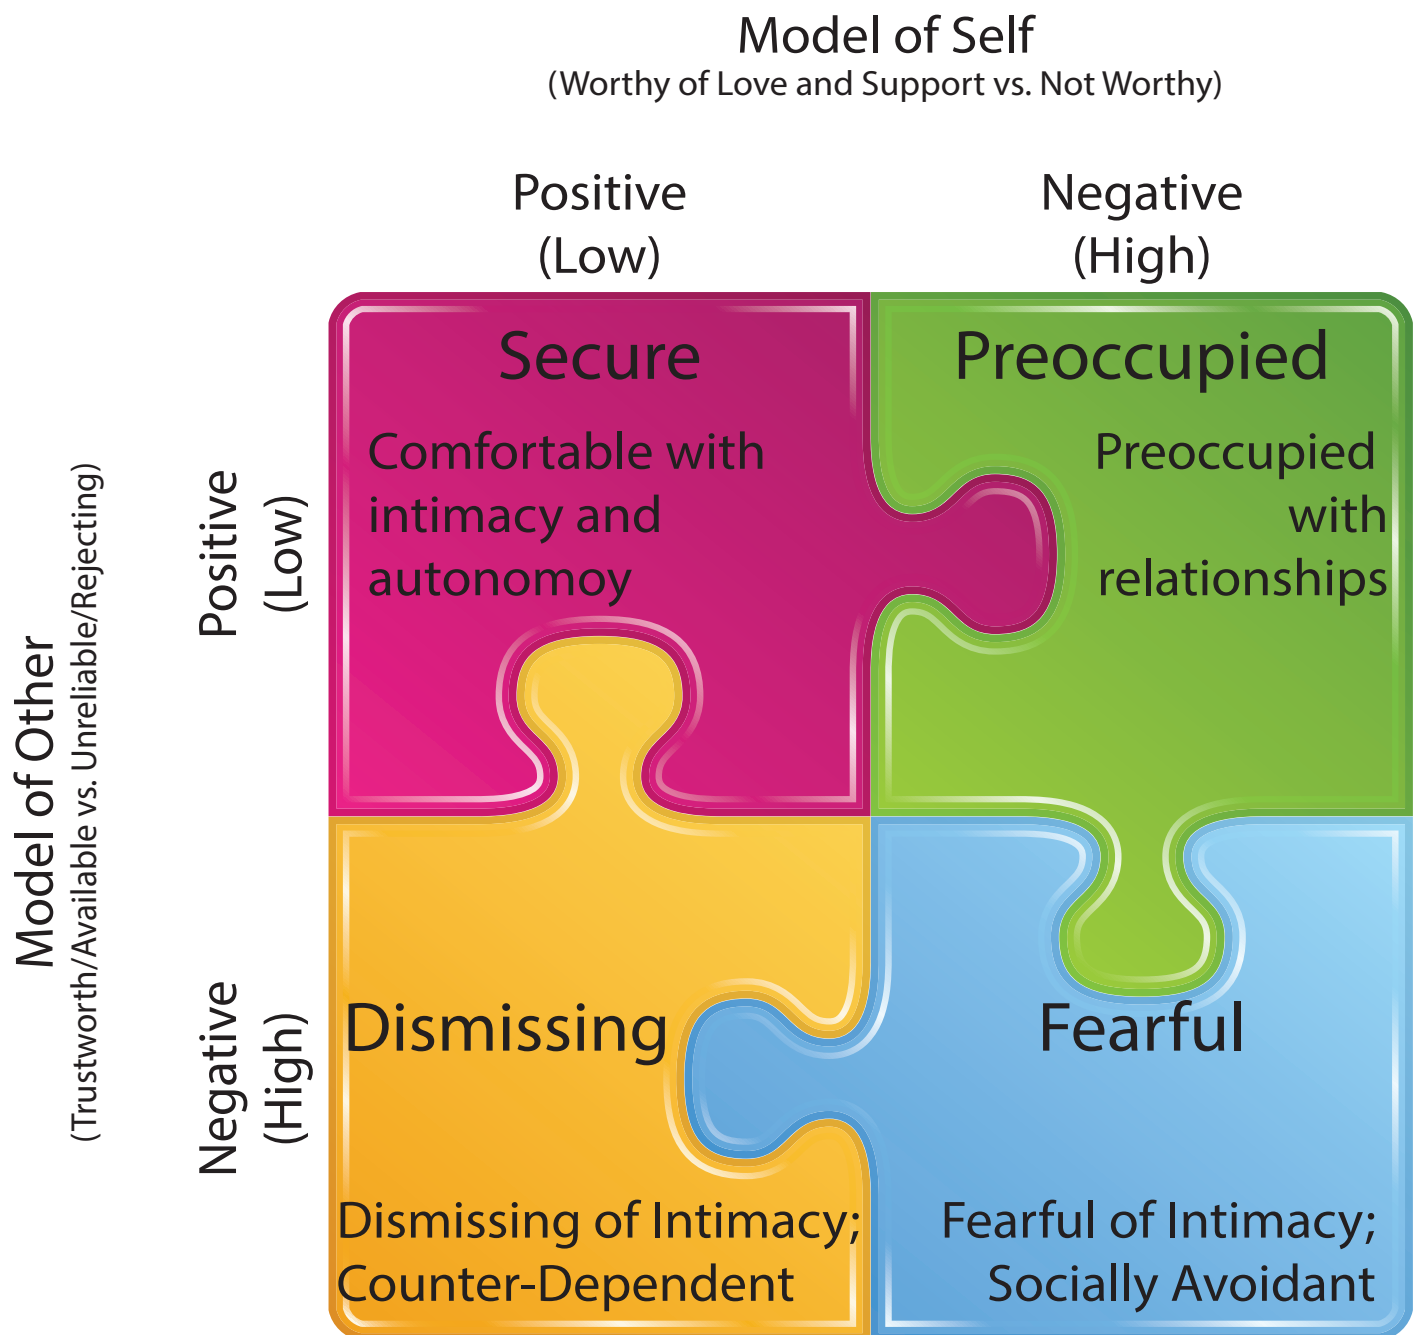 Model of Self
(Worthy of Love and Support vs. Not Worthy)
Positive
(Low)
Negative
(High)
Model of Other
(Trustworth/Available vs. Unreliable/Rejecting)
Positive
(Low)
Secure
Comfortable with
intimacy and
autonomoy
Preoccupied
Preoccupied
with
relationships
Negative
(High)
Dismissing
Dismissing of Intimacy;
Counter-Dependent
Fearful
Fearful of Intimacy;
Socially Avoidant